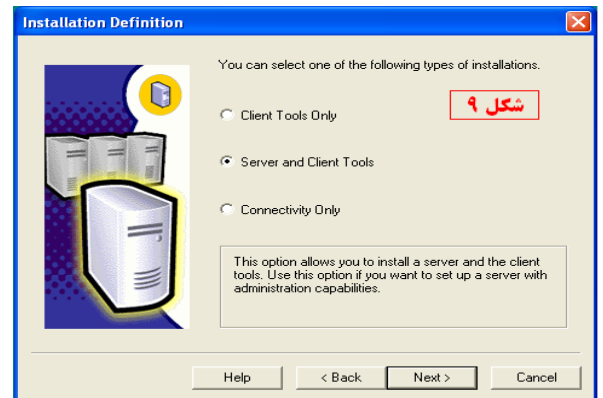 Installation Definition
You can select one of the following types of installations.
شکل ۹
Client Tools Only
Server and Client Tools
Connectivity Only
This option allows you to install a server and the client
tools. Use this option if you want to set up a server with
administration capabilities.
Help
< Back
Next >
Cancel